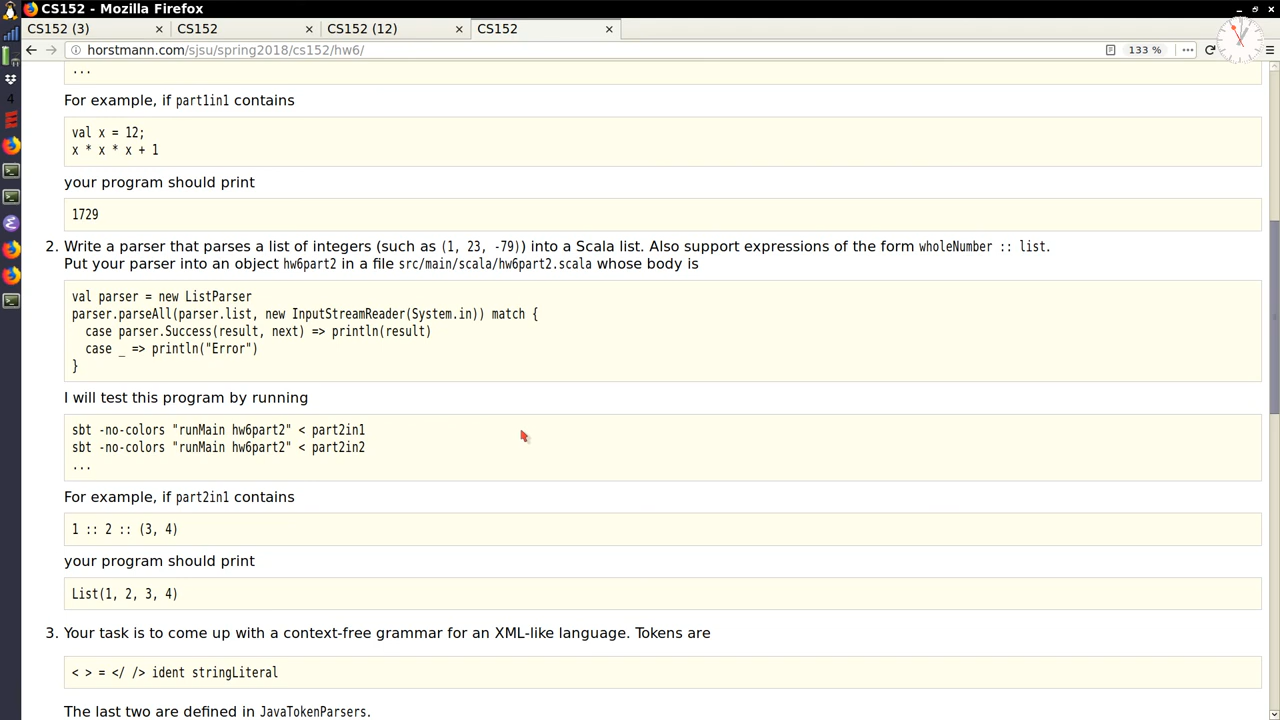 CS152 - Mozilla Firefox
CS152 (3)
CS152
CS152 (12)
CS152
horstmann.com/sjsu/spring2018/cs152/hw6/
133 %
4
...
For example, if part1in1 contains
val x = 12;
x * x * x + 1
your program should print
1729
2. Write a parser that parses a list of integers (such as (1, 23, -79)) into a Scala list. Also support expressions of the form wholeNumber :: list.
Put your parser into an object hw6part2 in a file src/main/scala/hw6part2.scala whose body is
val parser = new ListParser
parser.parseAll(parser.list, new InputStreamReader(System.in)) match {
case parser.Success(result, next) => println(result)
case _ => println("Error")
}
I will test this program by running
sbt -no-colors "runMain hw6part2" < part2in1
sbt -no-colors "runMain hw6part2" < part2in2
...
For example, if part2in1 contains
1 :: 2 :: (3, 4)
your program should print
List(1, 2, 3, 4)
3. Your task is to come up with a context-free grammar for an XML-like language. Tokens are
< > = </ /> ident stringLiteral
The last two are defined in JavaTokenParsers.